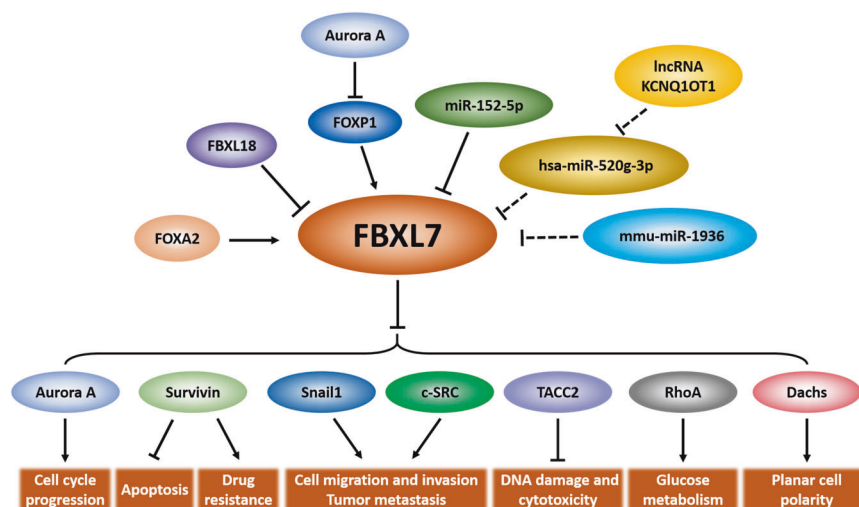 Aurora A
lncRNA
KCNQ1OT1
miR-152-5p
FOXP1
FBXL18
hsa-miR-520g-3p
FBXL7
FOXA2
mmu-miR-1936
Aurora A
Survivin
Snail1
c-SRC
TACC2
RhoA
Dachs
Cell cycle
progression
Apoptosis
Drug
resistance
Cell migration and invasion
Tumor metastasis
DNA damage and
cytotoxicity
Glucose
metabolism
Planar cell
polarity